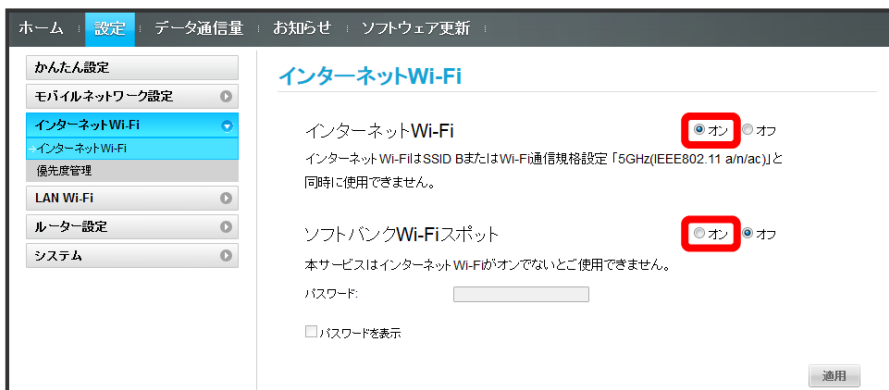 ホーム 設定 データ通信量 お知らせ ソフトウェア更新
かんたん設定
モバイルネットワーク設定
インターネットWi-Fi
インターネットWi-Fi
優先度管理
LAN Wi-Fi
ルーター設定
システム
インターネットWi-Fi
インターネットWi-Fi オン オフ
インターネットWi-FiはSSID BまたはWi-Fi通信規格設定「5GHz(IEEE802.11 a/n/ac)」と
同時に使用できません。
ソフトバンクWi-Fiスポット オン オフ
本サービスはインターネットWi-Fiがオンでないとご使用できません。
パスワード:
パスワードを表示
適用